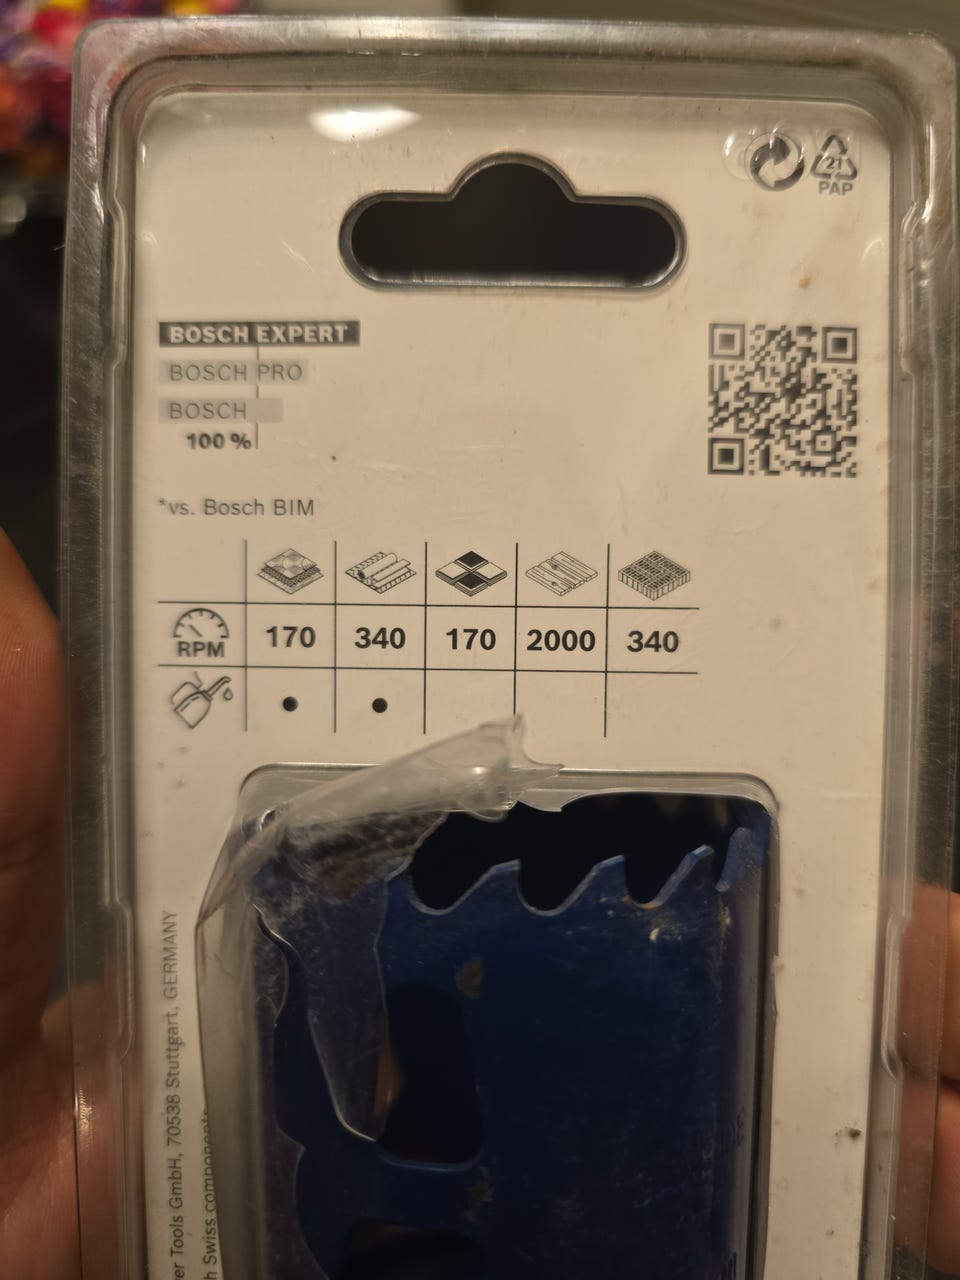 21
PAP
BOSCH EXPERT
BOSCH PRO
BOSCH
100 %
*vs. Bosch BIM
RPM 170 340 170 2000 340
Tools GmbH, 70538 Stuttgart, GERMANY
Swiss components